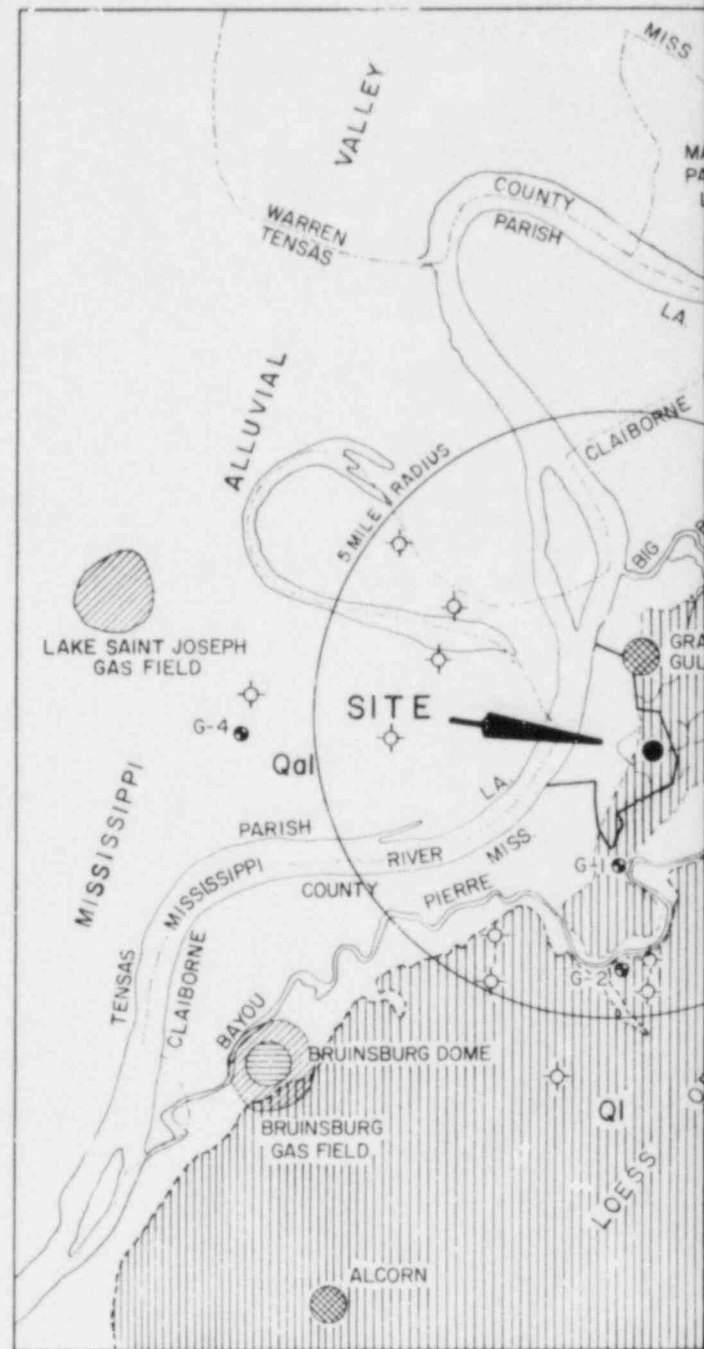 MISS
VALLEY
MA
PA
L
COUNTY
PARISH
WARREN
TENSAS
LA.
ALLUVIAL
CLAIBORNE
5 MILE RADIUS
BIG B
LAKE SAINT JOSEPH
GAS FIELD
GRA
GUL
SITE
G-4
Qal
LA.
MISSISSIPPI
PARISH
MISSISSIPPI RIVER
MISS.
COUNTY
G-1
PIERRE
TENSAS
CLAIBORNE
G-2
BAYOU
BRUINSBURG DOME
Ql
BRUINSBURG
GAS FIELD
LOESS
ALCORN